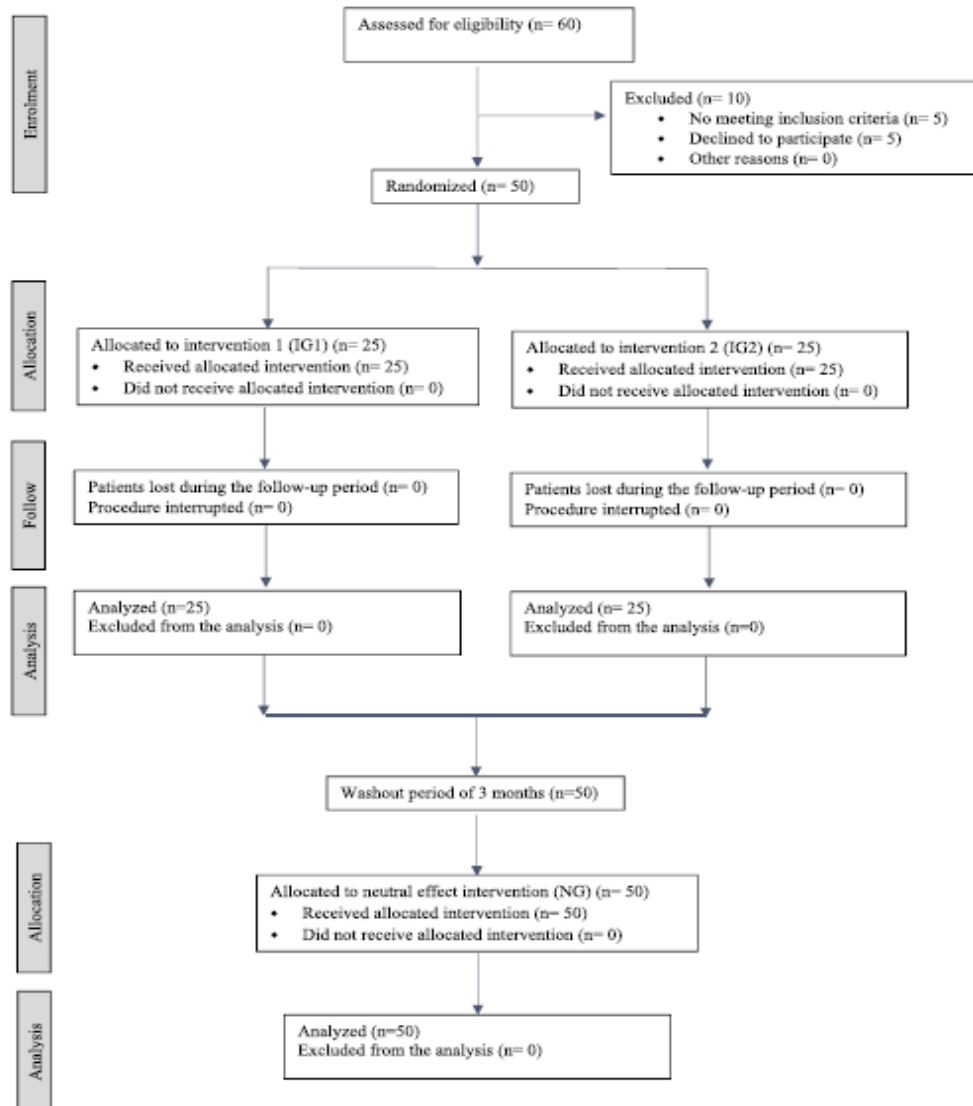 Enrolment
Assessed for eligibility (n= 60)
Excluded (n= 10)
• No meeting inclusion criteria (n= 5)
• Declined to participate (n= 5)
• Other reasons (n= 0)
Randomized (n= 50)
Allocation
Allocated to intervention 1 (IG1) (n= 25)
• Received allocated intervention (n= 25)
• Did not receive allocated intervention (n= 0)
Allocated to intervention 2 (IG2) (n= 25)
• Received allocated intervention (n= 25)
• Did not receive allocated intervention (n= 0)
Follow
Patients lost during the follow-up period (n= 0)
Procedure interrupted (n= 0)
Patients lost during the follow-up period (n= 0)
Procedure interrupted (n= 0)
Analysis
Analyzed (n=25)
Excluded from the analysis (n= 0)
Analyzed (n= 25)
Excluded from the analysis (n=0)
Washout period of 3 months (n=50)
Allocation
Allocated to neutral effect intervention (NG) (n= 50)
• Received allocated intervention (n= 50)
• Did not receive allocated intervention (n= 0)
Analysis
Analyzed (n=50)
Excluded from the analysis (n= 0)